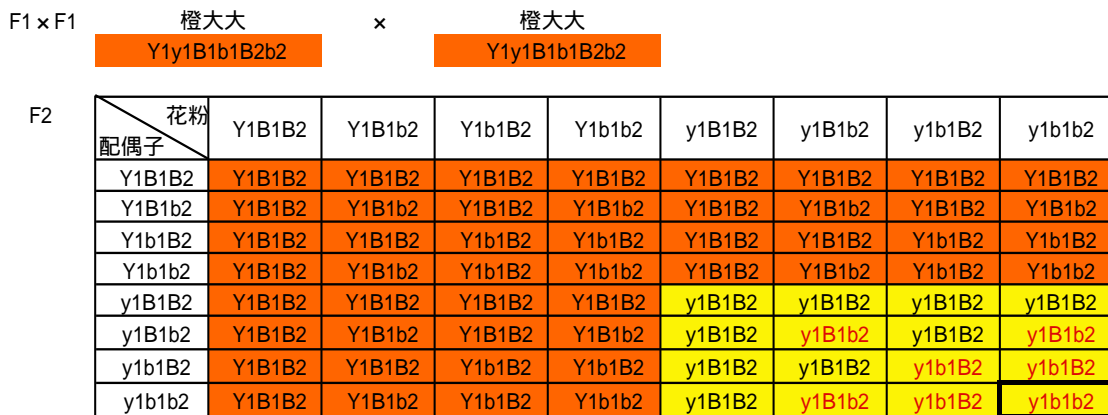 F1×F1 橙大大 × 橙大大
Y1y1B1b1B2b2 Y1y1B1b1B2b2
F2 花粉 Y1B1B2 Y1B1b2 Y1b1B2 Y1b1b2 y1B1B2 y1B1b2 y1b1B2 y1b1b2
配偶子
Y1B1B2 Y1B1B2 Y1B1B2 Y1B1B2 Y1B1B2 Y1B1B2 Y1B1B2 Y1B1B2 Y1B1B2
Y1B1b2 Y1B1B2 Y1B1b2 Y1B1B2 Y1B1b2 Y1B1B2 Y1B1b2 Y1B1B2 Y1B1b2
Y1b1B2 Y1B1B2 Y1B1B2 Y1b1B2 Y1b1B2 Y1B1B2 Y1B1B2 Y1b1B2 Y1b1B2
Y1b1b2 Y1B1B2 Y1B1b2 Y1b1B2 Y1b1b2 Y1B1B2 Y1B1b2 Y1b1B2 Y1b1b2
y1B1B2 Y1B1B2 Y1B1B2 Y1B1B2 Y1B1B2 y1B1B2 y1B1B2 y1B1B2 y1B1B2
y1B1b2 Y1B1B2 Y1B1b2 Y1B1B2 Y1B1b2 y1B1B2 y1B1b2 y1B1B2 y1B1b2
y1b1B2 Y1B1B2 Y1B1B2 Y1b1B2 Y1b1B2 y1B1B2 y1B1B2 y1b1B2 y1b1B2
y1b1b2 Y1B1B2 Y1B1b2 Y1b1B2 Y1b1b2 y1B1B2 y1B1b2 y1b1B2 y1b1b2